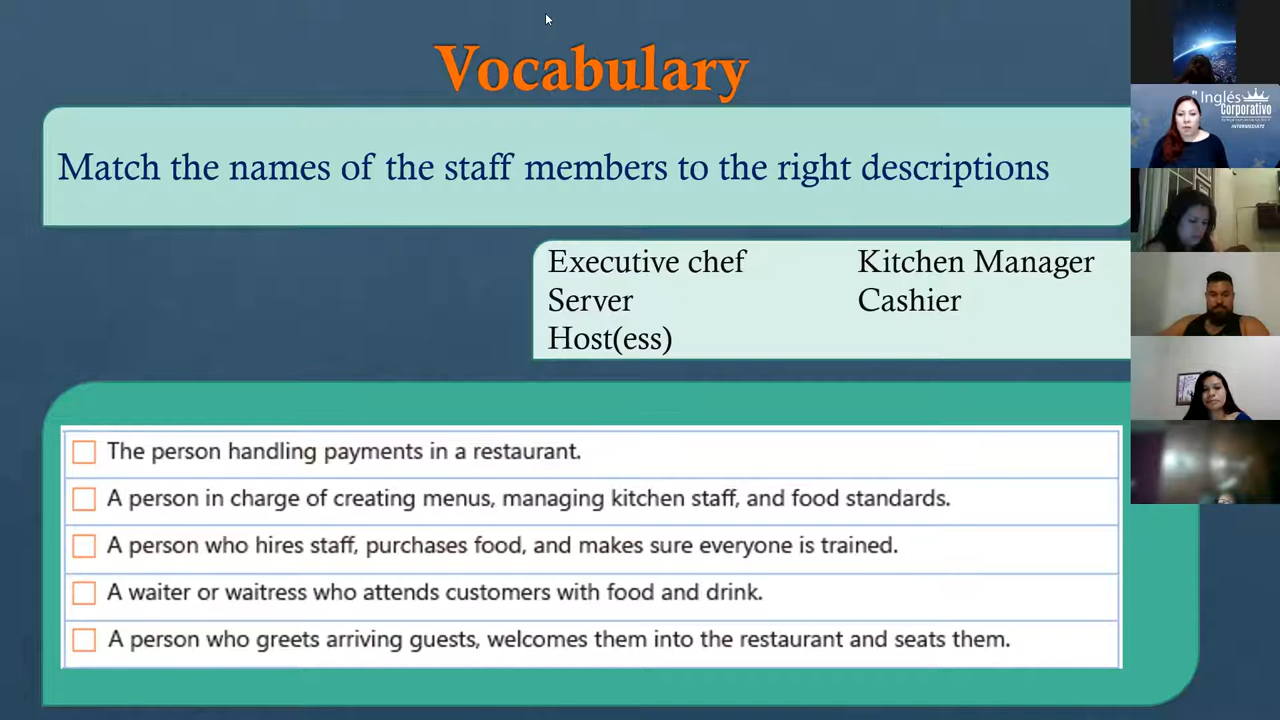 Vocabulary
Match the names of the staff members to the right descriptions
Executive chef
Kitchen Manager
Server
Cashier
Host(ess)
The person handling payments in a restaurant.
A person in charge of creating menus, managing kitchen staff, and food standards.
A person who hires staff, purchases food, and makes sure everyone is trained.
A waiter or waitress who attends customers with food and drink.
A person who greets arriving guests, welcomes them into the restaurant and seats them.
Inglés
Corporativo
INTERMEDIATE